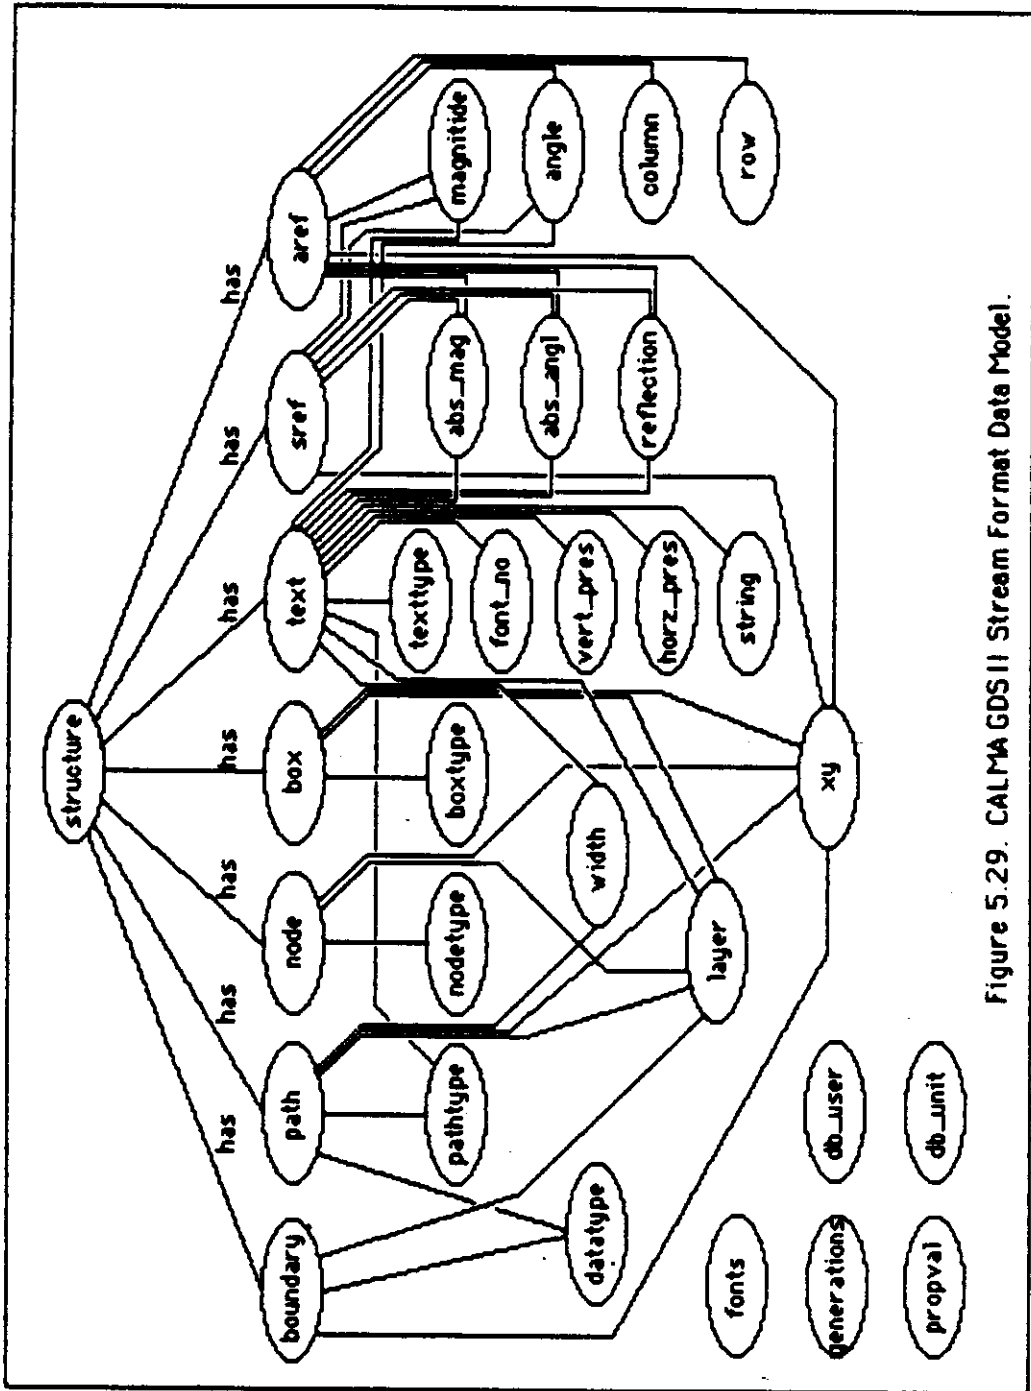 structure
has
has
has
has
has
has
has
boundary
path
node
box
text
sref
aref
pathtype
nodetype
boxtype
texttype
abs_mag
magnitide
font_no
abs_angl
angle
datatype
width
vert_pres
reflection
column
horz_pres
fonts
layer
string
row
generations
db_user
xy
propval
db_unit
Figure 5.29. CALMA GDS II Stream Format Data Model.